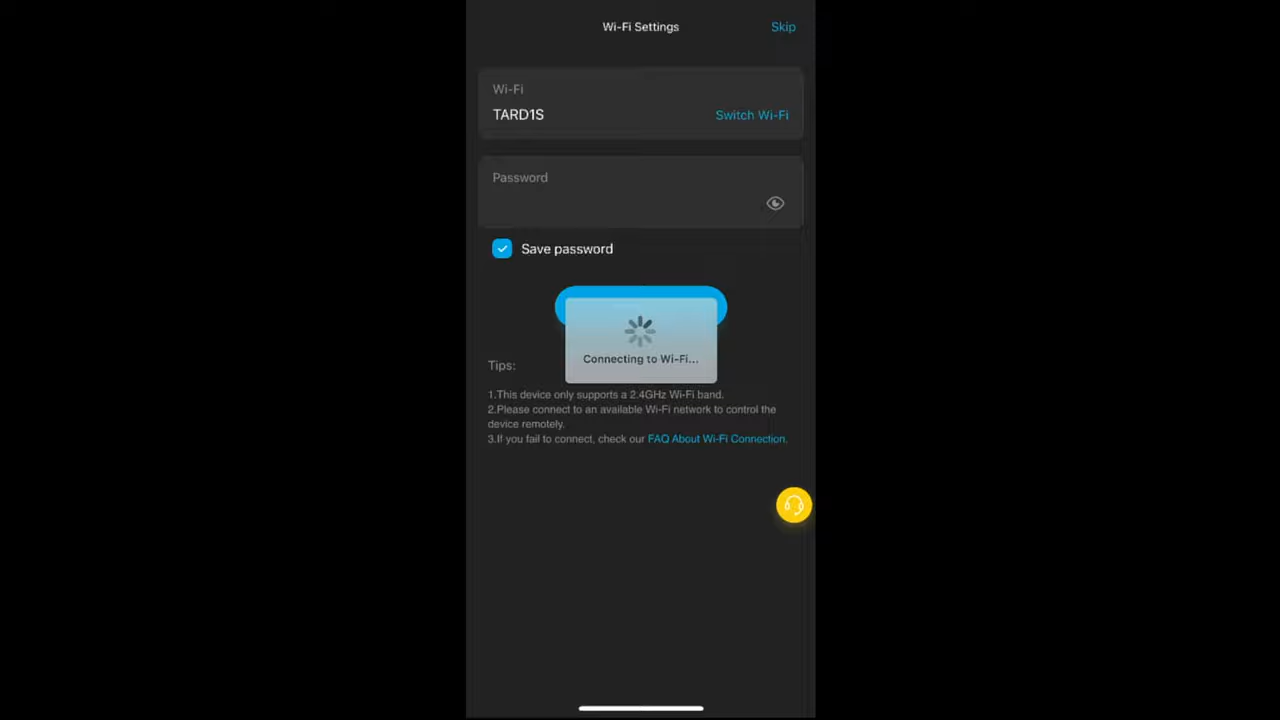 Wi-Fi Settings
Skip
Wi-Fi
TARD1S
Switch Wi-Fi
Password
Save password
Connecting to Wi-Fi...
Tips:
1.This device only supports a 2.4GHz Wi-Fi band.
2.Please connect to an available Wi-Fi network to control the
device remotely.
3.If you fail to connect, check our FAQ About Wi-Fi Connection.